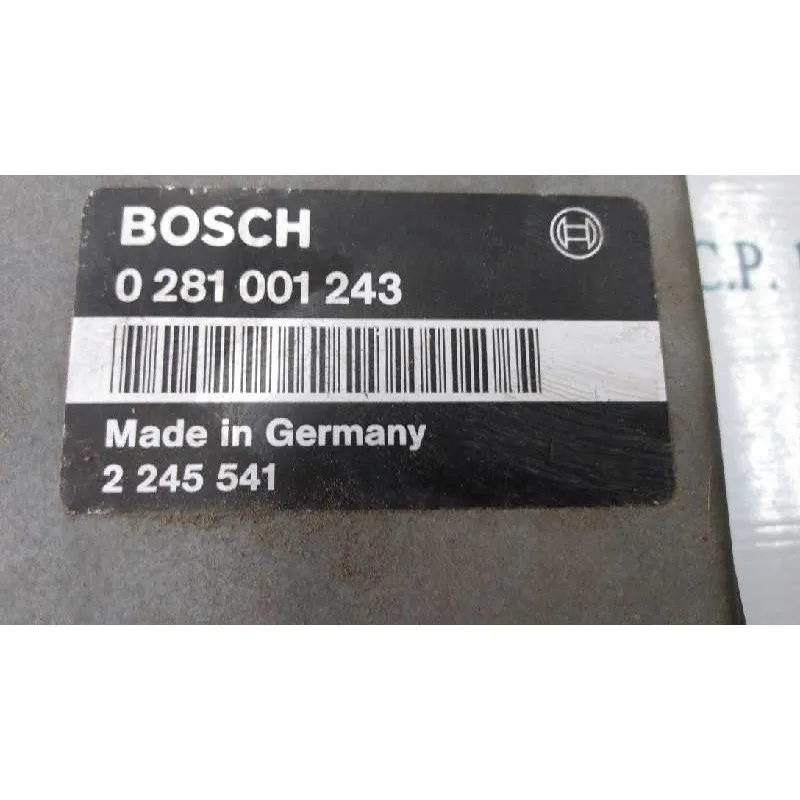 BOSCH
0 281 001 243
Made in Germany
2 245 541
C.P.